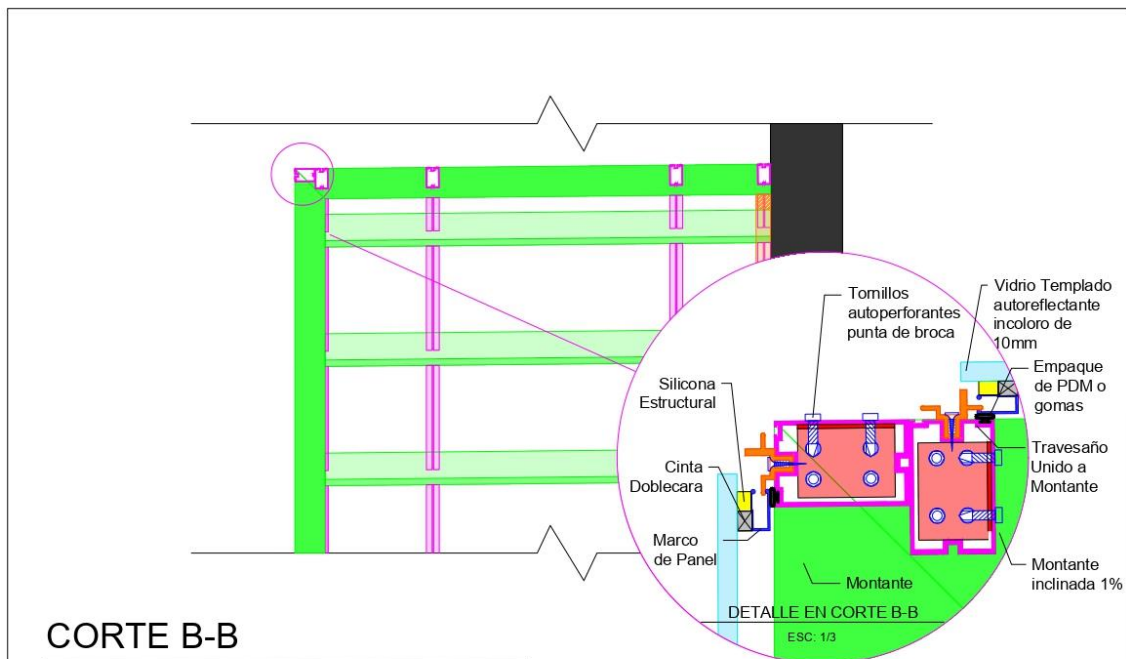 Tornillos
autoperforantes
punta de broca
Vidrio Templado
autoreflectante
incoloro de
10mm
Silicona
Estructural
Empaque
de PDM o
gomas
Cinta
Doblecara
Travesaño
Unido a
Montante
Marco
de Panel
Montante
Montante
inclinada 1%
DETALLE EN CORTE B-B
ESC: 1/3
CORTE B-B